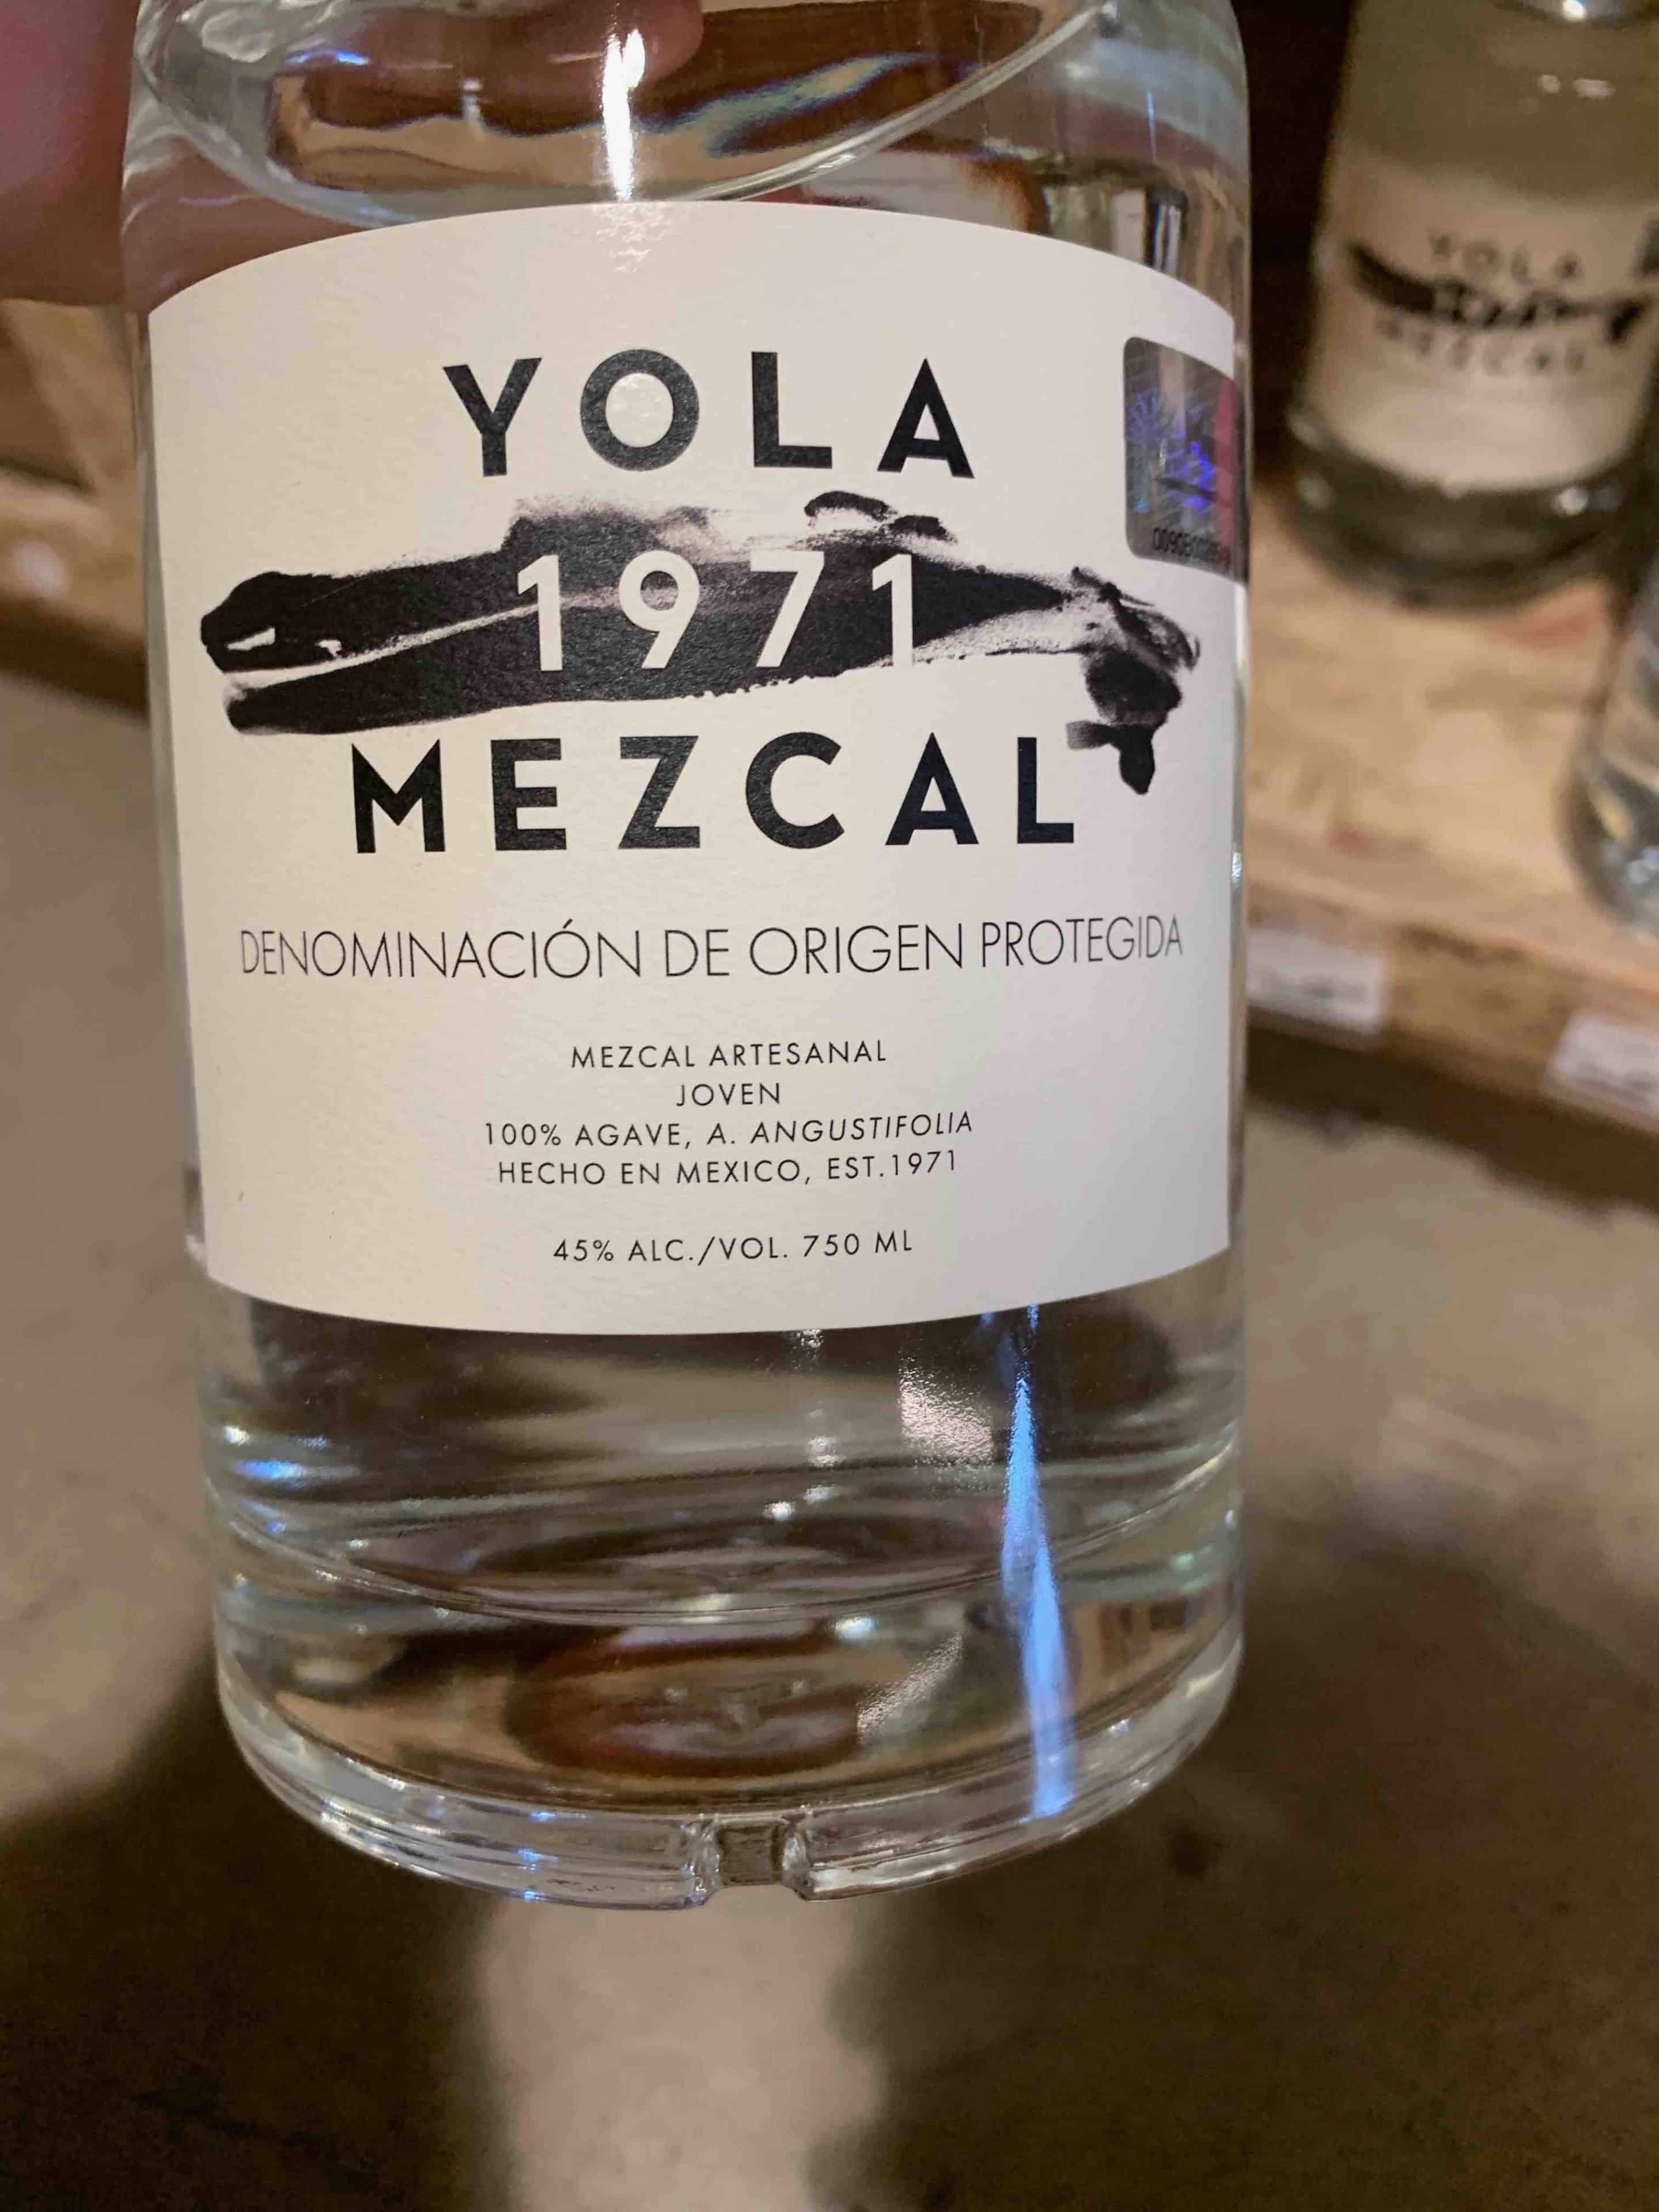 YOLA
1971
MEZCAL
DENOMINACIÓN DE ORIGEN PROTEGIDA
MEZCAL ARTESANAL
JOVEN
100% AGAVE, A. ANGUSTIFOLIA
HECHO EN MEXICO, EST.1971
45% ALC./VOL. 750 ML
YOLA
MEZCAL